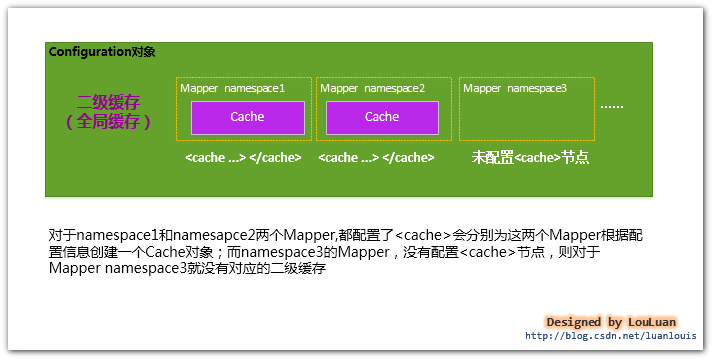 Configuration对象
二级缓存
（全局缓存）
Mapper namespace1
Cache
<cache ...> </cache>
Mapper namespace2
Cache
<cache ...> </cache>
Mapper namespace3
未配置<cache>节点
......
对于namespace1和namesapce2两个Mapper,都配置了<cache>会分别为这两个Mapper根据配
置信息创建一个Cache对象；而namespace3的Mapper，没有配置<cache>节点，则对于
Mapper namespace3就没有对应的二级缓存
Designed by LouLuan
http://blog.csdn.net/luanlouis